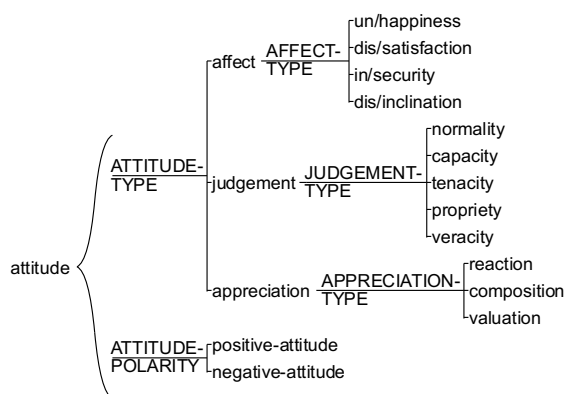 un/happiness
affect AFFECT-
TYPE
dis/satisfaction
in/security
dis/inclination
ATTITUDE-
TYPE
judgement JUDGEMENT-
TYPE
normality
capacity
tenacity
propriety
veracity
attitude
appreciation APPRECIATION-
TYPE
reaction
composition
valuation
ATTITUDE-
POLARITY
positive-attitude
negative-attitude